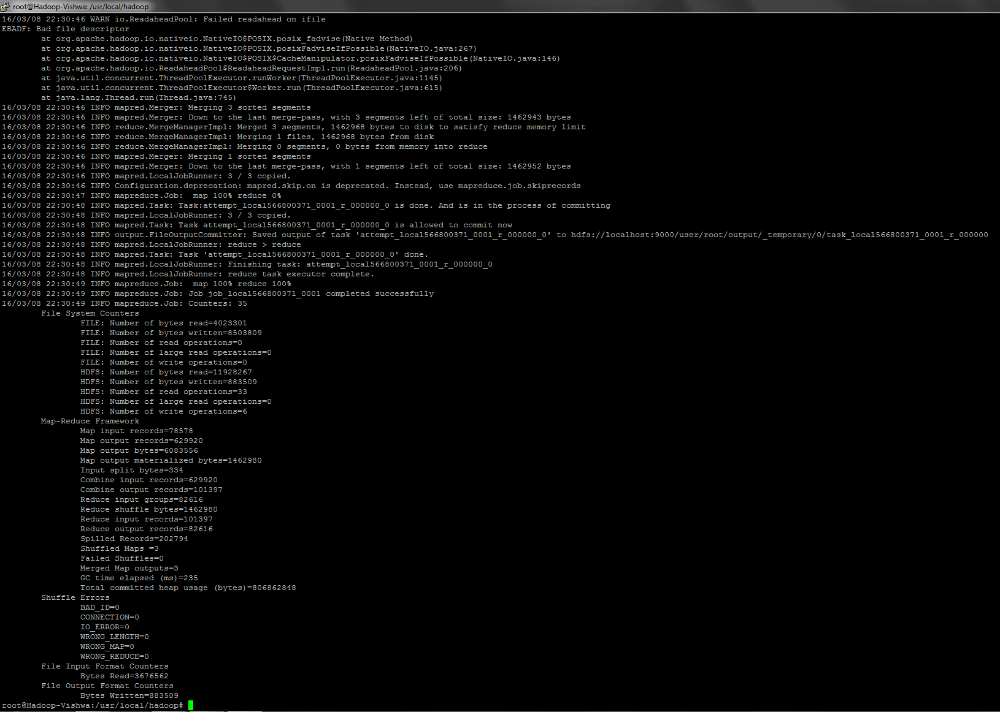 root@Hadoop-Vishwa: /usr/local/hadoop
16/03/08 22:30:46 WARN io.ReadaheadPool: Failed readahead on ifile
EBADF: Bad file descriptor
        at org.apache.hadoop.io.nativeio.NativeIO$POSIX.posix_fadvise(Native Method)
        at org.apache.hadoop.io.nativeio.NativeIO$POSIX.posixFadviseIfPossible(NativeIO.java:267)
        at org.apache.hadoop.io.nativeio.NativeIO$POSIX$CacheManipulator.posixFadviseIfPossible(NativeIO.java:146)
        at org.apache.hadoop.io.ReadaheadPool$ReadaheadRequestImpl.run(ReadaheadPool.java:206)
        at java.util.concurrent.ThreadPoolExecutor.runWorker(ThreadPoolExecutor.java:1145)
        at java.util.concurrent.ThreadPoolExecutor$Worker.run(ThreadPoolExecutor.java:615)
        at java.lang.Thread.run(Thread.java:745)
16/03/08 22:30:46 INFO mapred.Merger: Merging 3 sorted segments
16/03/08 22:30:46 INFO mapred.Merger: Down to the last merge-pass, with 3 segments left of total size: 1462943 bytes
16/03/08 22:30:46 INFO reduce.MergeManagerImpl: Merged 3 segments, 1462968 bytes to disk to satisfy reduce memory limit
16/03/08 22:30:46 INFO reduce.MergeManagerImpl: Merging 1 files, 1462968 bytes from disk
16/03/08 22:30:46 INFO reduce.MergeManagerImpl: Merging 0 segments, 0 bytes from memory into reduce
16/03/08 22:30:46 INFO mapred.Merger: Merging 1 sorted segments
16/03/08 22:30:46 INFO mapred.Merger: Down to the last merge-pass, with 1 segments left of total size: 1462952 bytes
16/03/08 22:30:46 INFO mapred.LocalJobRunner: 3 / 3 copied.
16/03/08 22:30:46 INFO Configuration.deprecation: mapred.skip.on is deprecated. Instead, use mapreduce.job.skiprecords
16/03/08 22:30:47 INFO mapreduce.Job:  map 100% reduce 0%
16/03/08 22:30:48 INFO mapred.Task: Task:attempt_local566800371_0001_r_000000_0 is done. And is in the process of committing
16/03/08 22:30:48 INFO mapred.LocalJobRunner: 3 / 3 copied.
16/03/08 22:30:48 INFO mapred.Task: Task attempt_local566800371_0001_r_000000_0 is allowed to commit now
16/03/08 22:30:48 INFO output.FileOutputCommitter: Saved output of task 'attempt_local566800371_0001_r_000000_0' to hdfs://localhost:9000/user/root/output/_temporary/0/task_local566800371_0001_r_000000
16/03/08 22:30:48 INFO mapred.LocalJobRunner: reduce > reduce
16/03/08 22:30:48 INFO mapred.Task: Task 'attempt_local566800371_0001_r_000000_0' done.
16/03/08 22:30:48 INFO mapred.LocalJobRunner: Finishing task: attempt_local566800371_0001_r_000000_0
16/03/08 22:30:48 INFO mapred.LocalJobRunner: reduce task executor complete.
16/03/08 22:30:49 INFO mapreduce.Job:  map 100% reduce 100%
16/03/08 22:30:49 INFO mapreduce.Job: Job job_local566800371_0001 completed successfully
16/03/08 22:30:49 INFO mapreduce.Job: Counters: 35
        File System Counters
                FILE: Number of bytes read=4023301
                FILE: Number of bytes written=8503809
                FILE: Number of read operations=0
                FILE: Number of large read operations=0
                FILE: Number of write operations=0
                HDFS: Number of bytes read=11928267
                HDFS: Number of bytes written=883509
                HDFS: Number of read operations=33
                HDFS: Number of large read operations=0
                HDFS: Number of write operations=6
        Map-Reduce Framework
                Map input records=78578
                Map output records=629920
                Map output bytes=6083556
                Map output materialized bytes=1462980
                Input split bytes=334
                Combine input records=629920
                Combine output records=101397
                Reduce input groups=82616
                Reduce shuffle bytes=1462980
                Reduce input records=101397
                Reduce output records=82616
                Spilled Records=202794
                Shuffled Maps =3
                Failed Shuffles=0
                Merged Map outputs=3
                GC time elapsed (ms)=235
                Total committed heap usage (bytes)=806862848
        Shuffle Errors
                BAD_ID=0
                CONNECTION=0
                IO_ERROR=0
                WRONG_LENGTH=0
                WRONG_MAP=0
                WRONG_REDUCE=0
        File Input Format Counters
                Bytes Read=3676562
        File Output Format Counters
                Bytes Written=883509
root@Hadoop-Vishwa:/usr/local/hadoop#